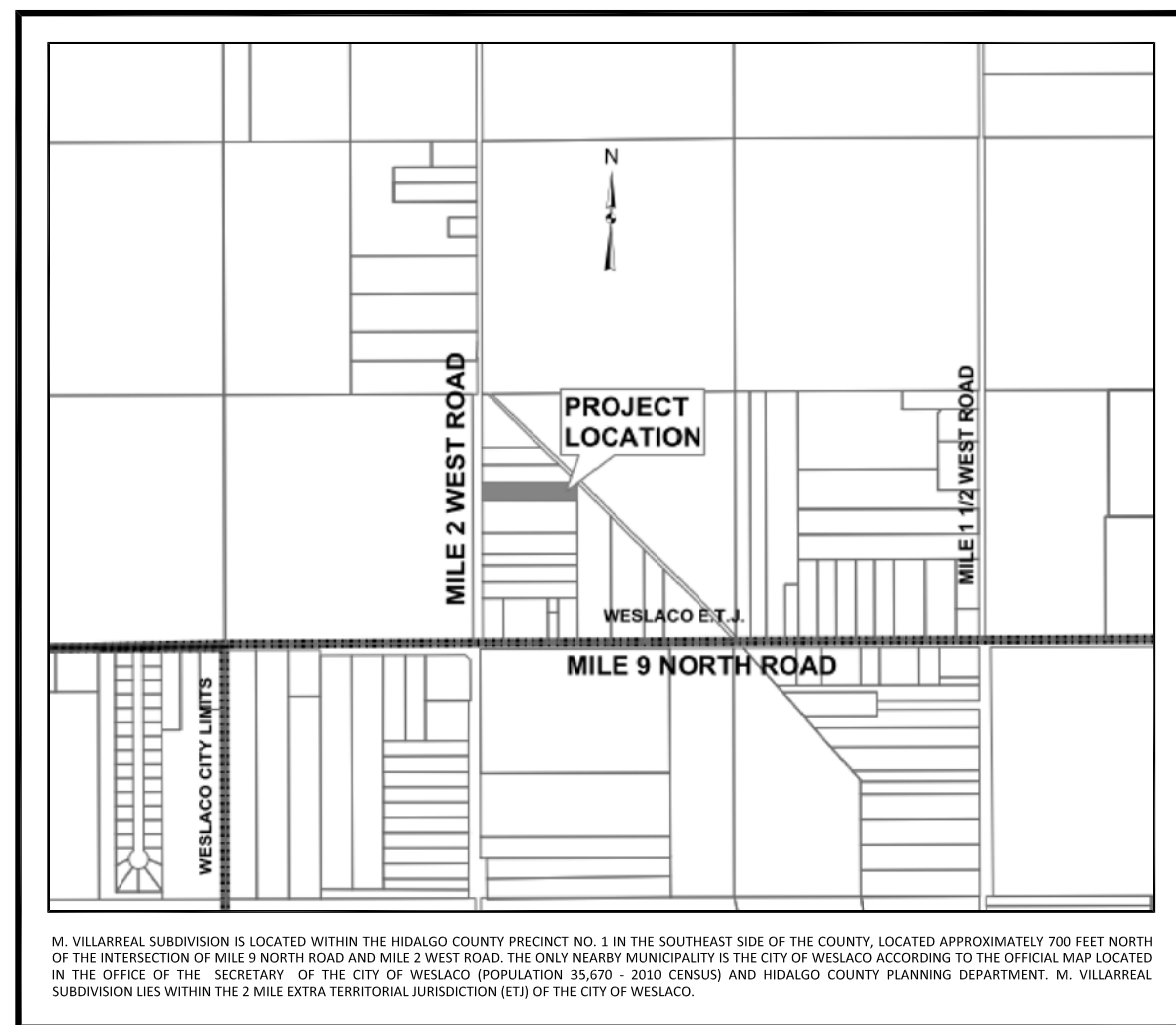 N
PROJECT
LOCATION
MILE 2 WEST ROAD
MILE 1 1/2 WEST ROAD
WESLACO E.T.J.
MILE 9 NORTH ROAD
WESLACO CITY LIMITS
M. VILLARREAL SUBDIVISION IS LOCATED WITHIN THE HIDALGO COUNTY PRECINCT NO. 1 IN THE SOUTHEAST SIDE OF THE COUNTY, LOCATED APPROXIMATELY 700 FEET NORTH
OF THE INTERSECTION OF MILE 9 NORTH ROAD AND MILE 2 WEST ROAD. THE ONLY NEARBY MUNICIPALITY IS THE CITY OF WESLACO ACCORDING TO THE OFFICIAL MAP LOCATED
IN THE OFFICE OF THE SECRETARY OF THE CITY OF WESLACO (POPULATION 35,670 - 2010 CENSUS) AND HIDALGO COUNTY PLANNING DEPARTMENT. M. VILLARREAL
SUBDIVISION LIES WITHIN THE 2 MILE EXTRA TERRITORIAL JURISDICTION (ETJ) OF THE CITY OF WESLACO.